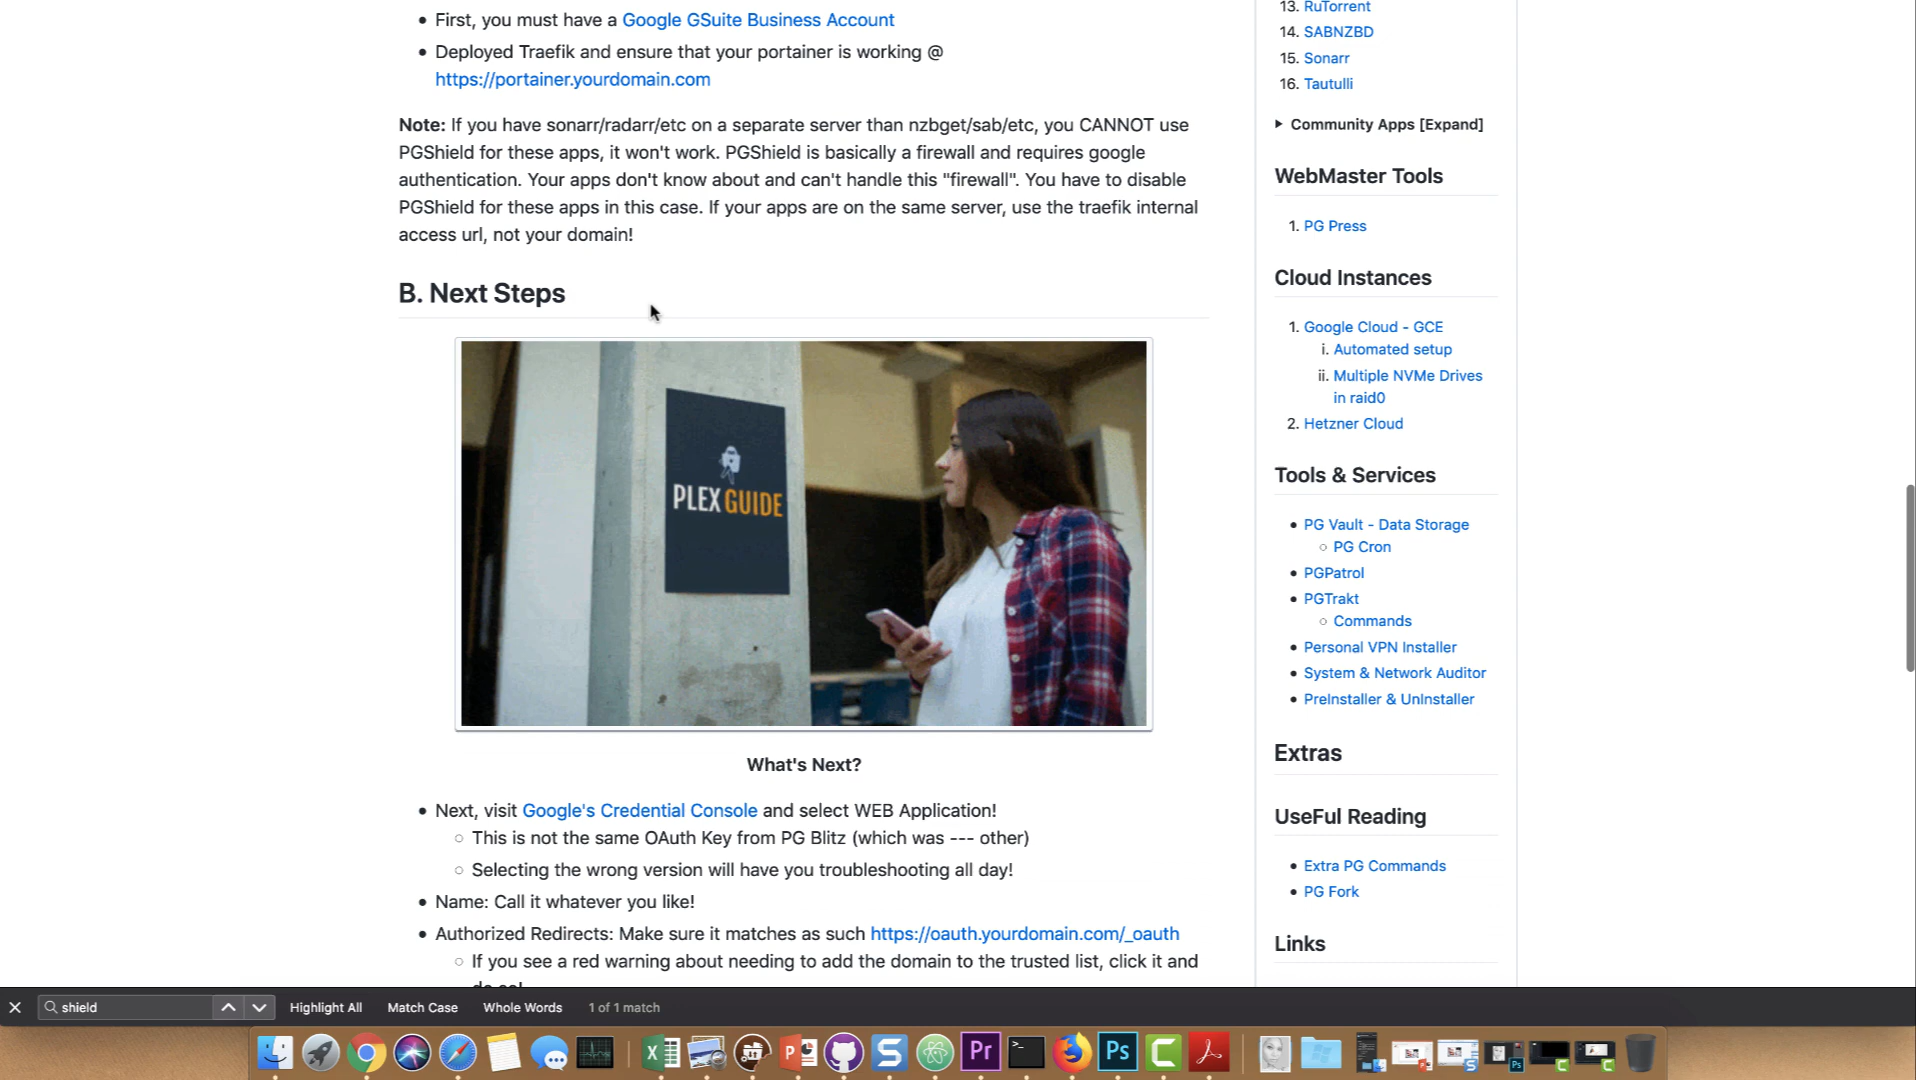 • First, you must have a Google GSuite Business Account
• Deployed Traefik and ensure that your portainer is working @
https://portainer.yourdomain.com
Note: If you have sonarr/radarr/etc on a separate server than nzbget/sab/etc, you CANNOT use
PGShield for these apps, it won't work. PGShield is basically a firewall and requires google
authentication. Your apps don't know about and can't handle this "firewall". You have to disable
PGShield for these apps in this case. If your apps are on the same server, use the traefik internal
access url, not your domain!
B. Next Steps
PLEX GUIDE
What's Next?
• Next, visit Google's Credential Console and select WEB Application!
○ This is not the same OAuth Key from PG Blitz (which was --- other)
○ Selecting the wrong version will have you troubleshooting all day!
• Name: Call it whatever you like!
• Authorized Redirects: Make sure it matches as such https://oauth.yourdomain.com/_oauth
○ If you see a red warning about needing to add the domain to the trusted list, click it and
do so!
13. RuTorrent
14. SABNZBD
15. Sonarr
16. Tautulli
Community Apps [Expand]
WebMaster Tools
1. PG Press
Cloud Instances
1. Google Cloud - GCE
i. Automated setup
ii. Multiple NVMe Drives
in raid0
2. Hetzner Cloud
Tools & Services
• PG Vault - Data Storage
○ PG Cron
• PGPatrol
• PGTrakt
○ Commands
• Personal VPN Installer
• System & Network Auditor
• PreInstaller & UnInstaller
Extras
UseFul Reading
• Extra PG Commands
• PG Fork
Links
shield
Highlight All
Match Case
Whole Words
1 of 1 match
Pr
Ps